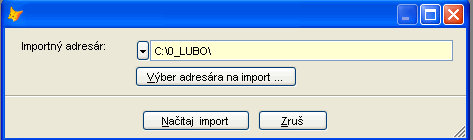 Importný adresár:
C:\0_LUBO\
Výber adresára na import ...
Načítaj import
Zruš